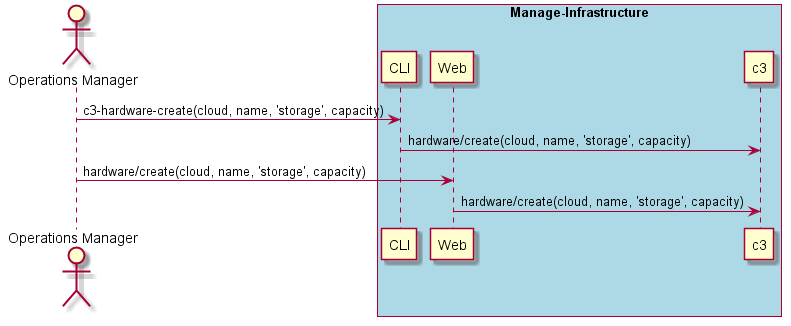 Manage-Infrastructure
Operations Manager
CLI
Web
c3
c3-hardware-create(cloud, name, 'storage', capacity)
hardware/create(cloud, name, 'storage', capacity)
hardware/create(cloud, name, 'storage', capacity)
hardware/create(cloud, name, 'storage', capacity)
Operations Manager
CLI
Web
c3